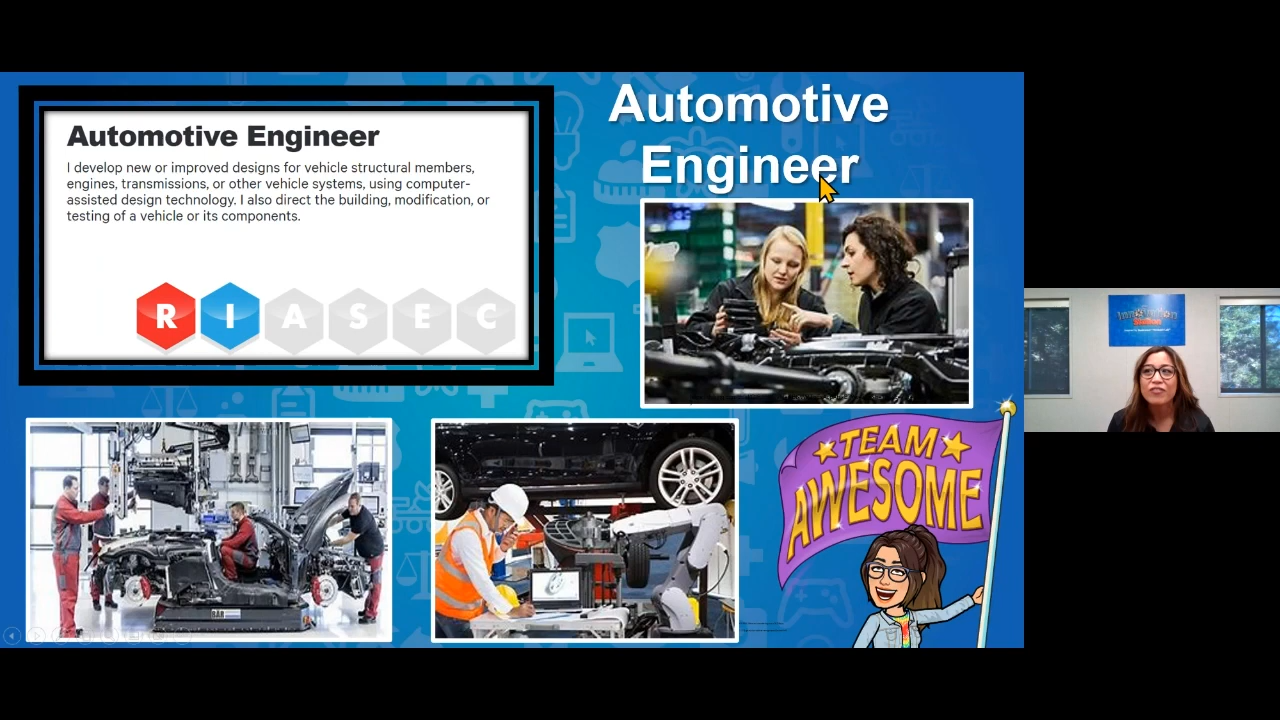 Automotive Engineer
I develop new or improved designs for vehicle structural members,
engines, transmissions, or other vehicle systems, using computer-
assisted design technology. I also direct the building, modification, or
testing of a vehicle or its components.
R I A S E C
Automotive
Engineer
TEAM
AWESOME
BÄR